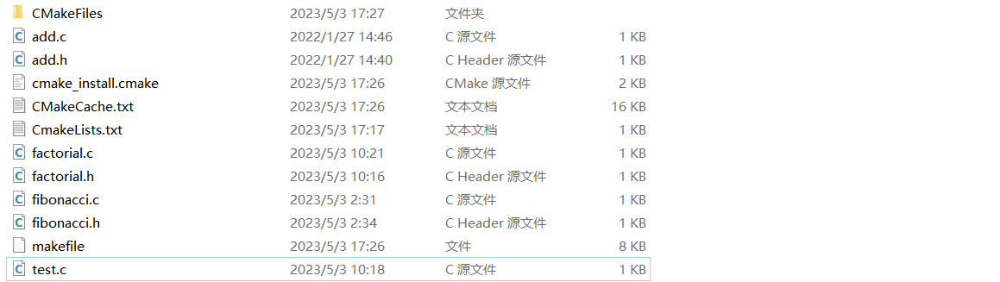 CMakeFiles 2023/5/3 17:27 文件夹
add.c 2022/1/27 14:46 C 源文件 1 KB
add.h 2022/1/27 14:40 C Header 源文件 1 KB
cmake_install.cmake 2023/5/3 17:26 CMake 源文件 2 KB
CMakeCache.txt 2023/5/3 17:26 文本文档 16 KB
CmakeLists.txt 2023/5/3 17:17 文本文档 1 KB
factorial.c 2023/5/3 10:21 C 源文件 1 KB
factorial.h 2023/5/3 10:16 C Header 源文件 1 KB
fibonacci.c 2023/5/3 2:31 C 源文件 1 KB
fibonacci.h 2023/5/3 2:34 C Header 源文件 1 KB
makefile 2023/5/3 17:26 文件 8 KB
test.c 2023/5/3 10:18 C 源文件 1 KB